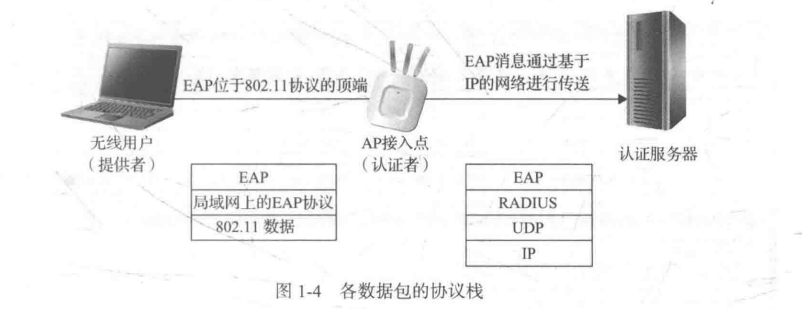 EAP位于802.11协议的顶端
EAP消息通过基于
IP的网络进行传送
无线用户
（提供者）
AP接入点
（认证者）
认证服务器
EAP
局域网上的EAP协议
802.11 数据
EAP
RADIUS
UDP
IP
图 1-4 各数据包的协议栈